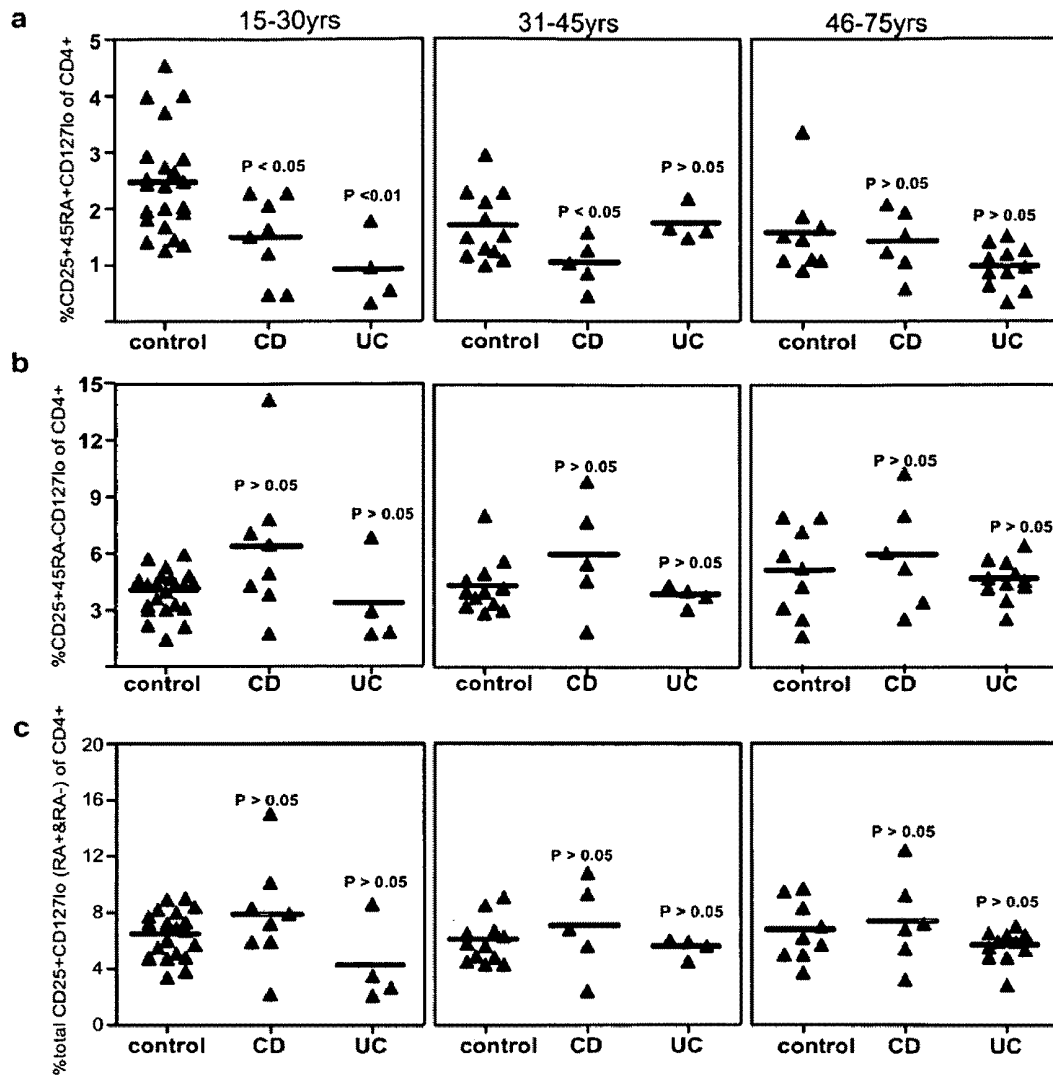 a
15-30yrs
31-45yrs
46-75yrs
%CD25+45RA+CD127lo of CD4+
5
4
3
2
1
P < 0.05
P <0.01
P < 0.05
P > 0.05
P > 0.05
P > 0.05
control CD UC
control CD UC
control CD UC
b
%CD25+45RA-CD127lo of CD4+
15
12
9
6
3
P > 0.05
P > 0.05
P > 0.05
P > 0.05
P > 0.05
P > 0.05
control CD UC
control CD UC
control CD UC
c
%total CD25+CD127lo (RA+&RA-) of CD4+
20
16
12
8
4
0
P > 0.05
P > 0.05
P > 0.05
P > 0.05
P > 0.05
P > 0.05
control CD UC
control CD UC
control CD UC